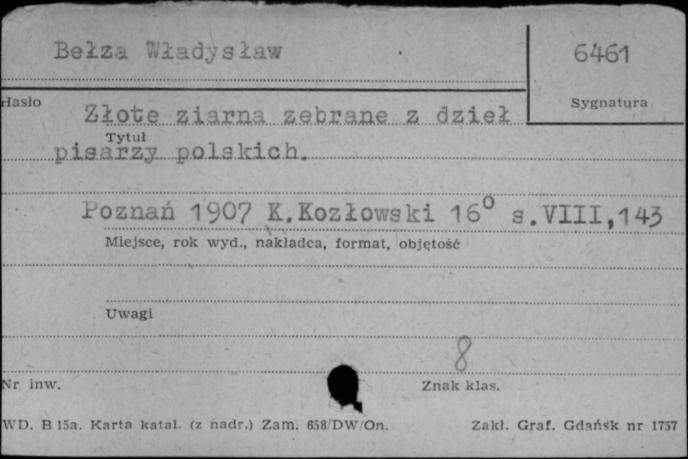 Bełza Władysław
6461
Hasło
Sygnatura
Złote ziarna zebrane z dzieł
Tytuł
pisarzy polskich.
Poznań 1907 K.Kozłowski 16⁰ s.VIII,143
Miejsce, rok wyd., nakładca, format, objętość
Uwagi
8
Nr inw.
Znak klas.
WD. B 15a. Karta katal. (z nadr.) Zam. 658/DW/On.
Zakł. Graf. Gdańsk nr 1757